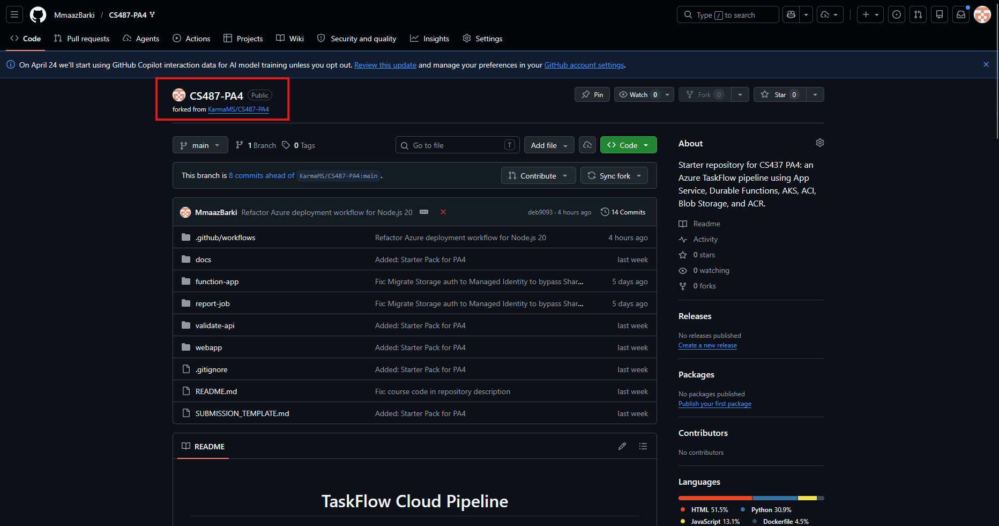 MmaazBarki / CS487-PA4
Type / to search
Code Pull requests Agents Actions Projects Wiki Security and quality Insights Settings
On April 24 we'll start using GitHub Copilot interaction data for AI model training unless you opt out. Review this update and manage your preferences in your GitHub account settings.
CS487-PA4 Public
forked from KarmaMS/CS487-PA4
Pin Watch 0 Fork 0 Star 0
main 1 Branch 0 Tags
Go to file T Add file Code
This branch is 8 commits ahead of KarmaMS/CS487-PA4:main .
Contribute Sync fork
MmaazBarki Refactor Azure deployment workflow for Node.js 20 deb9093 · 4 hours ago 14 Commits
.github/workflows Refactor Azure deployment workflow for Node.js 20 4 hours ago
docs Added: Starter Pack for PA4 last week
function-app Fix: Migrate Storage auth to Managed Identity to bypass Shar... 5 days ago
report-job Fix: Migrate Storage auth to Managed Identity to bypass Shar... 5 days ago
validate-api Added: Starter Pack for PA4 last week
webapp Added: Starter Pack for PA4 last week
.gitignore Added: Starter Pack for PA4 last week
README.md Fix: course code in repository description last week
SUBMISSION_TEMPLATE.md Added: Starter Pack for PA4 last week
README
TaskFlow Cloud Pipeline
About
Starter repository for CS437 PA4: an
Azure TaskFlow pipeline using App
Service, Durable Functions, AKS, ACI,
Blob Storage, and ACR.
Readme
Activity
0 stars
0 watching
0 forks
Releases
No releases published
Create a new release
Packages
No packages published
Publish your first package
Contributors
No contributors
Languages
HTML 51.5% Python 30.9%
JavaScript 13.1% Dockerfile 4.5%